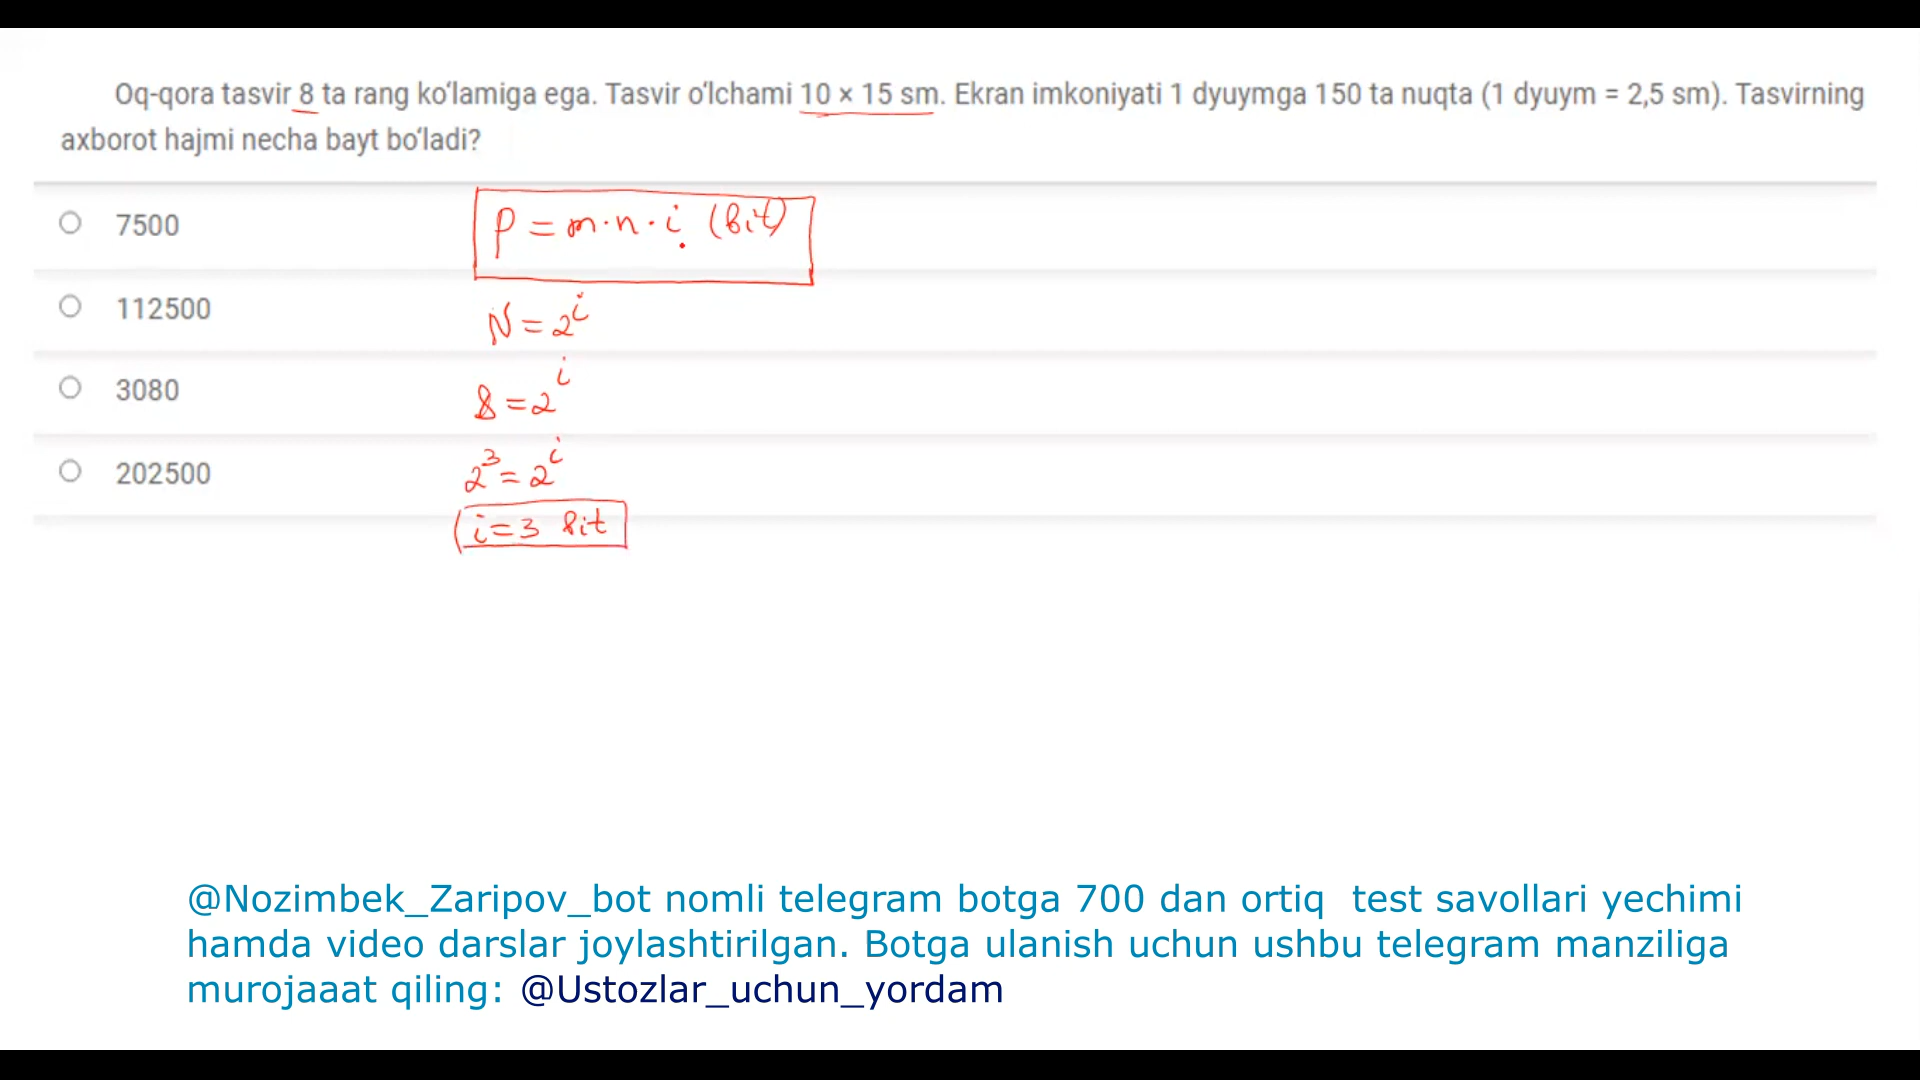 Oq-qora tasvir 8 ta rang ko‘lamiga ega. Tasvir o‘lchami 10 × 15 sm. Ekran imkoniyati 1 dyuymga 150 ta nuqta (1 dyuym = 2,5 sm). Tasvirning
axborot hajmi necha bayt bo‘ladi?
7500
P = m·n·i (bit)
112500
N = 2^i
3080
8 = 2^i
202500
2^3 = 2^i
i = 3 bit
@Nozimbek_Zaripov_bot nomli telegram botga 700 dan ortiq test savollari yechimi
hamda video darslar joylashtirilgan. Botga ulanish uchun ushbu telegram manziliga
murojaaat qiling: @Ustozlar_uchun_yordam